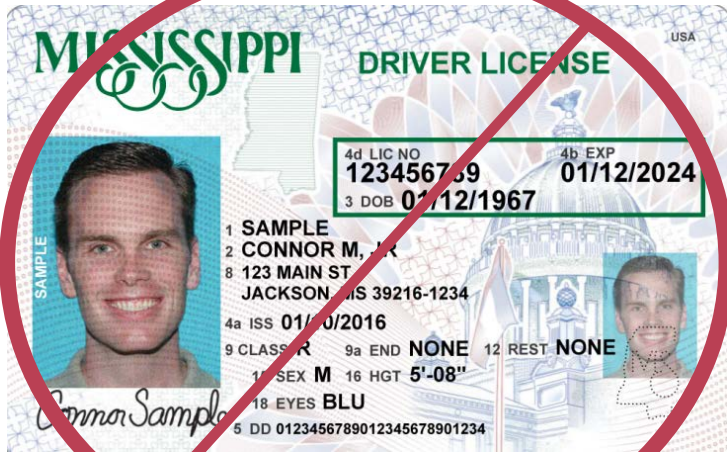 MISSISSIPPI
USA
DRIVER LICENSE
4d LIC NO 4b EXP
123456789 01/12/2024
3 DOB 01/12/1967
SAMPLE
1 SAMPLE
2 CONNOR M, JR
8 123 MAIN ST
JACKSON, MS 39216-1234
4a ISS 01/ /2016
9 CLASS R 9a END NONE 12 REST NONE
SEX M 16 HGT 5'-08"
18 EYES BLU
Connor Sample
5 DD 0123456789012345678901234